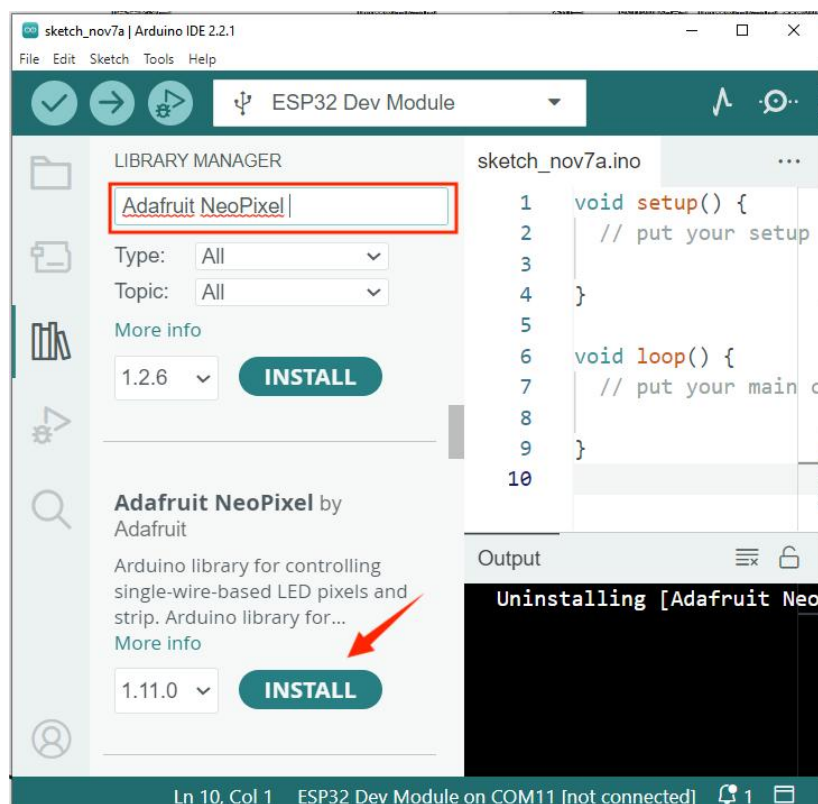 sketch_nov7a | Arduino IDE 2.2.1
File Edit Sketch Tools Help
ESP32 Dev Module
LIBRARY MANAGER
Adafruit NeoPixel
Type: All
Topic: All
More info
1.2.6 INSTALL
Adafruit NeoPixel by
Adafruit
Arduino library for controlling
single-wire-based LED pixels and
strip. Arduino library for...
More info
1.11.0 INSTALL
sketch_nov7a.ino ...
1 void setup() {
2 // put your setup
3
4 }
5
6 void loop() {
7 // put your main
8
9 }
10
Output
Uninstalling [Adafruit Neo
Ln 10, Col 1 ESP32 Dev Module on COM11 [not connected] 1